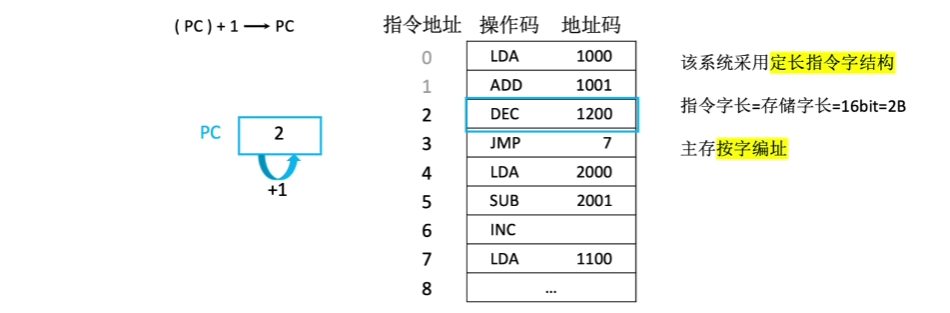 ( PC ) + 1 → PC
指令地址 操作码 地址码
0 LDA 1000
1 ADD 1001
2 DEC 1200
3 JMP 7
4 LDA 2000
5 SUB 2001
6 INC
7 LDA 1100
8 …
PC 2
+1
该系统采用定长指令字结构
指令字长=存储字长=16bit=2B
主存按字编址